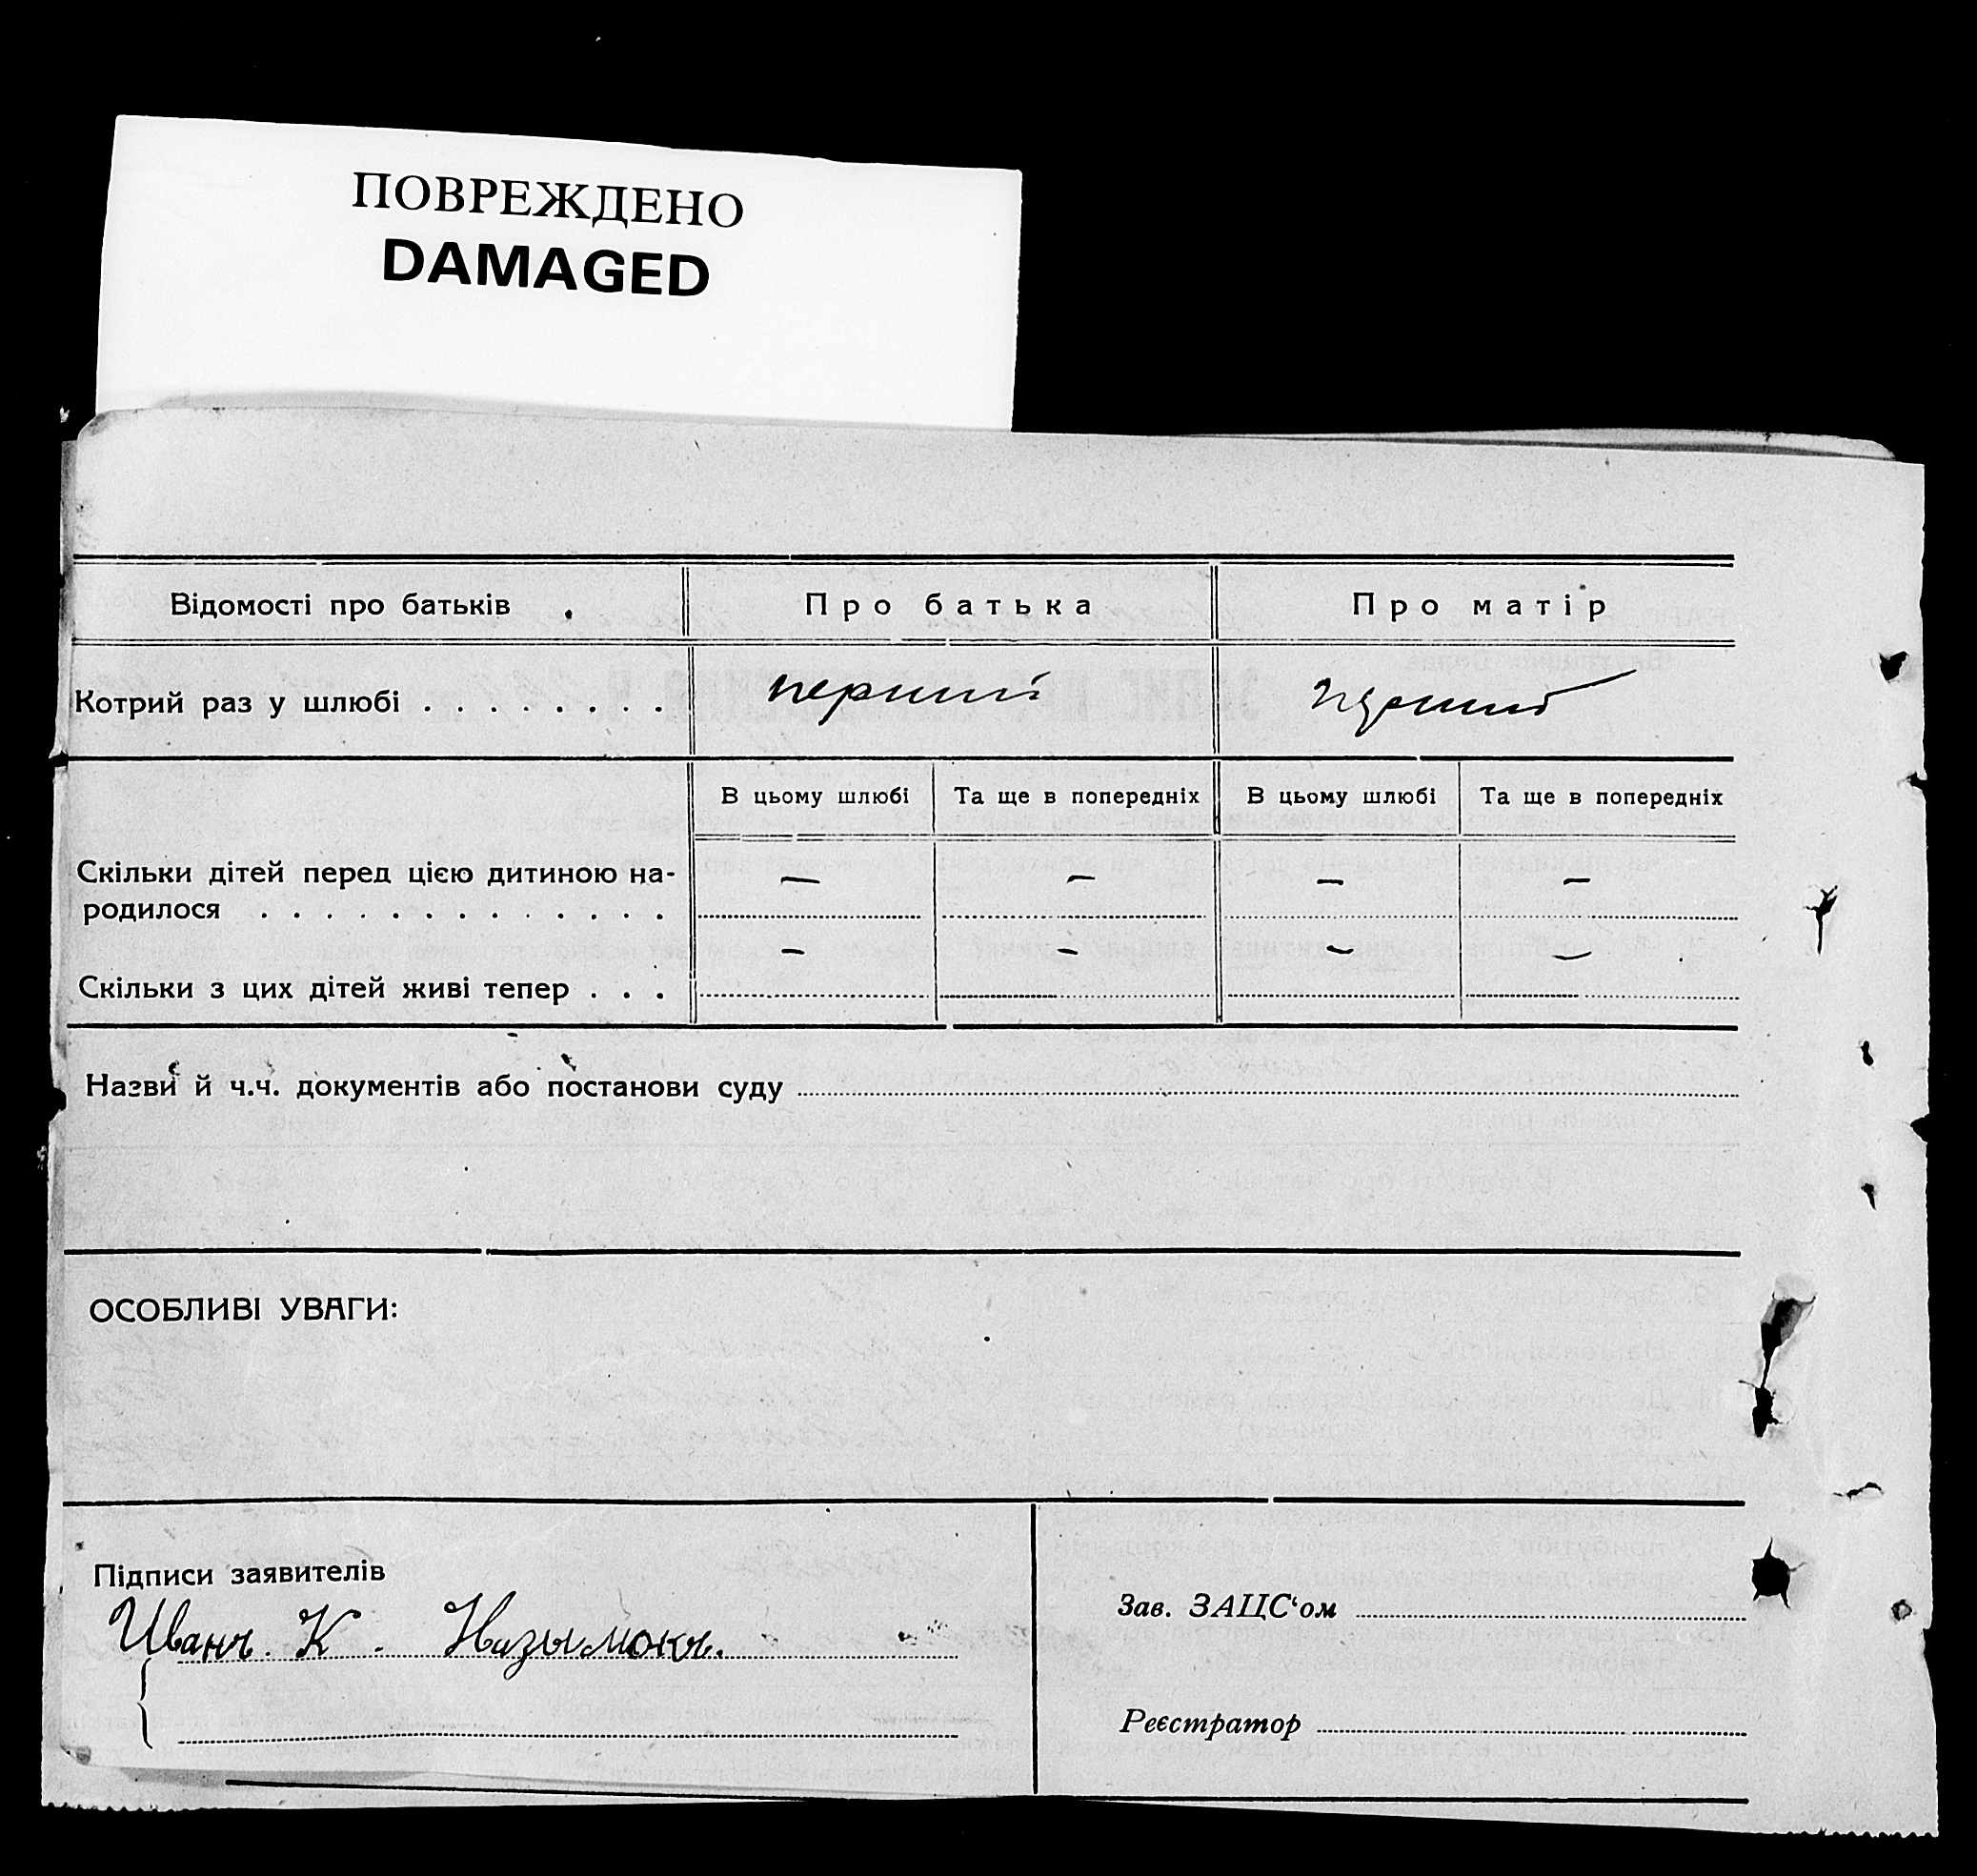 ПОВРЕЖДЕНО
DAMAGED
Відомості про батьків
Про батька
Про матір
Котрий раз у шлюбі . . . . . . . .
перший
В цьому шлюбі
Та ще в попередніх
В цьому шлюбі
Та ще в попередніх
Скільки дітей перед цією дитиною на-
— — — —
родилося . . . . . . . . . . . . .
— — — —
Скільки з цих дітей живі тепер . . .
Назви й ч.ч. документів або постанови суду
ОСОБЛИВІ УВАГИ:
Підписи заявителів
Иванъ. К. Назымокъ.
Зав. ЗАЦС‘ом
Реєстратор